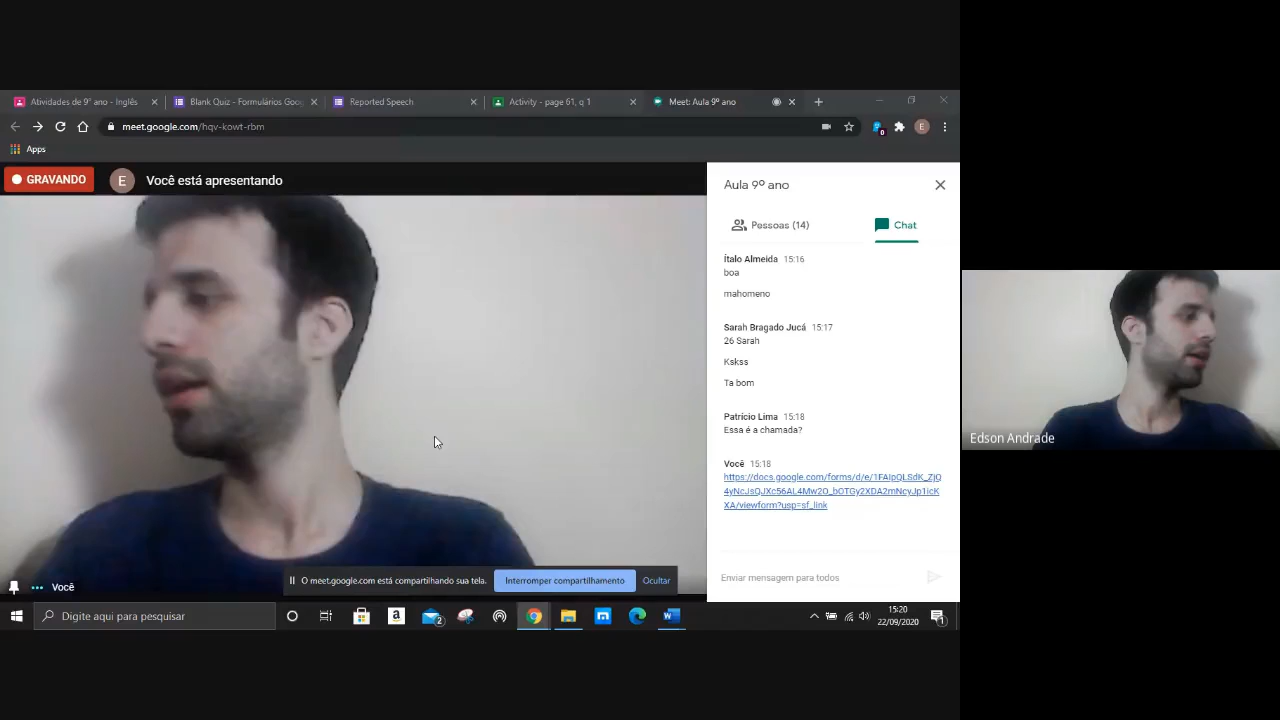 Atividades de 9° ano - Inglês
Blank Quiz - Formulários Goog
Reported Speech
Activity - page 61, q 1
Meet: Aula 9º ano
meet.google.com/hqv-kowt-rbm
0
E
Apps
GRAVANDO
E
Você está apresentando
Aula 9º ano
Pessoas (14)
Chat
Ítalo Almeida 15:16
boa
mahomeno
Sarah Bragado Jucá 15:17
26 Sarah
Kskss
Ta bom
Patrício Lima 15:18
Essa é a chamada?
Você 15:18
https://docs.google.com/forms/d/e/1FAIpQLSdK_ZjQ
4yNcJsQJXc56AL4Mw2O_bOTGy2XDA2mNcyJp1icK
XA/viewform?usp=sf_link
Edson Andrade
Enviar mensagem para todos
Você
O meet.google.com está compartilhando sua tela.
Interromper compartilhamento
Ocultar
Digite aqui para pesquisar
2
15:20
22/09/2020
1